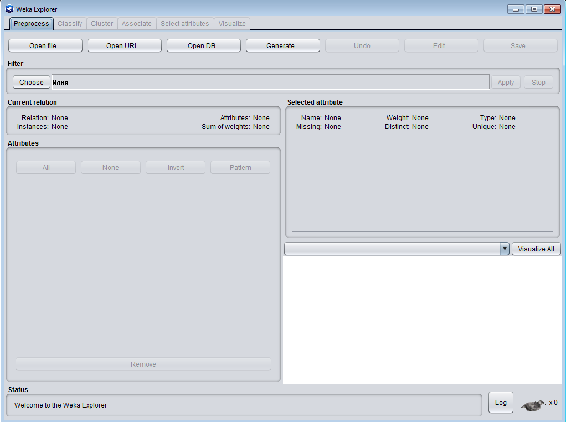 Weka Explorer
Preprocess Classify Cluster Associate Select attributes Visualize
Open file Open URL Open DB Generate Undo Edit Save
Filter
Choose None Apply Stop
Current relation
Relation: None Attributes: None
Instances: None Sum of weights: None
Selected attribute
Name: None Weight: None Type: None
Missing: None Distinct: None Unique: None
Attributes
All None Invert Pattern
Visualize All
Remove
Status
Welcome to the Weka Explorer
Log x 0